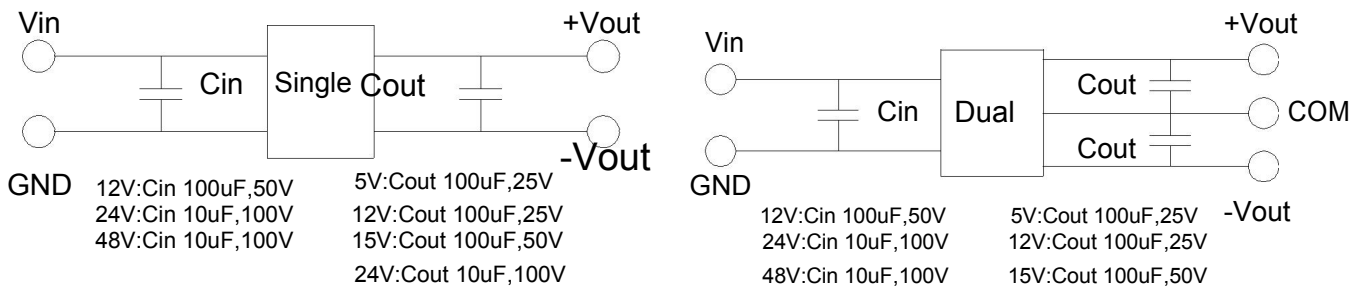 Vin
+Vout
Cin
Single
Cout
-Vout
GND
12V:Cin 100uF,50V
24V:Cin 10uF,100V
48V:Cin 10uF,100V
5V:Cout 100uF,25V
12V:Cout 100uF,25V
15V:Cout 100uF,50V
24V:Cout 10uF,100V
Vin
+Vout
Cin
Dual
Cout
COM
Cout
GND
-Vout
12V:Cin 100uF,50V
24V:Cin 10uF,100V
48V:Cin 10uF,100V
5V:Cout 100uF,25V
12V:Cout 100uF,25V
15V:Cout 100uF,50V